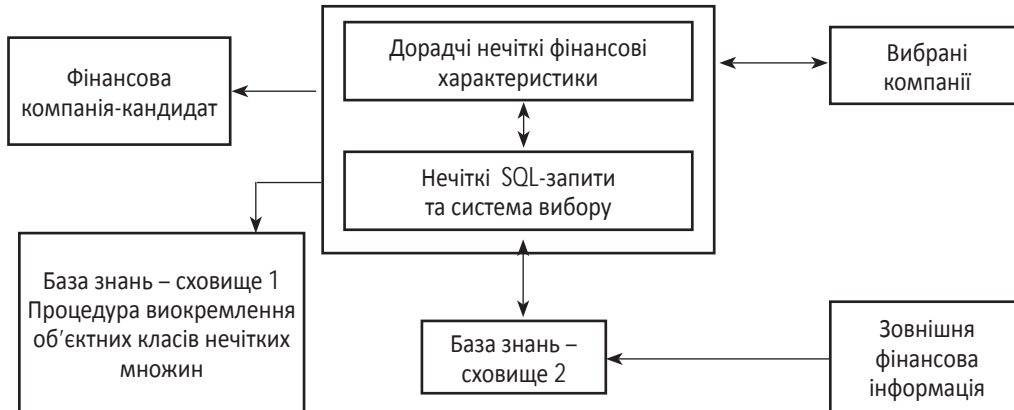 Фінансова
компанія-кандидат
Дорадчі нечіткі фінансові
характеристики
Вибрані
компанії
Нечіткі SQL-запити
та система вибору
База знань – сховище 1
Процедура виокремлення
об’єктних класів нечітких
множин
База знань –
сховище 2
Зовнішня
фінансова
інформація